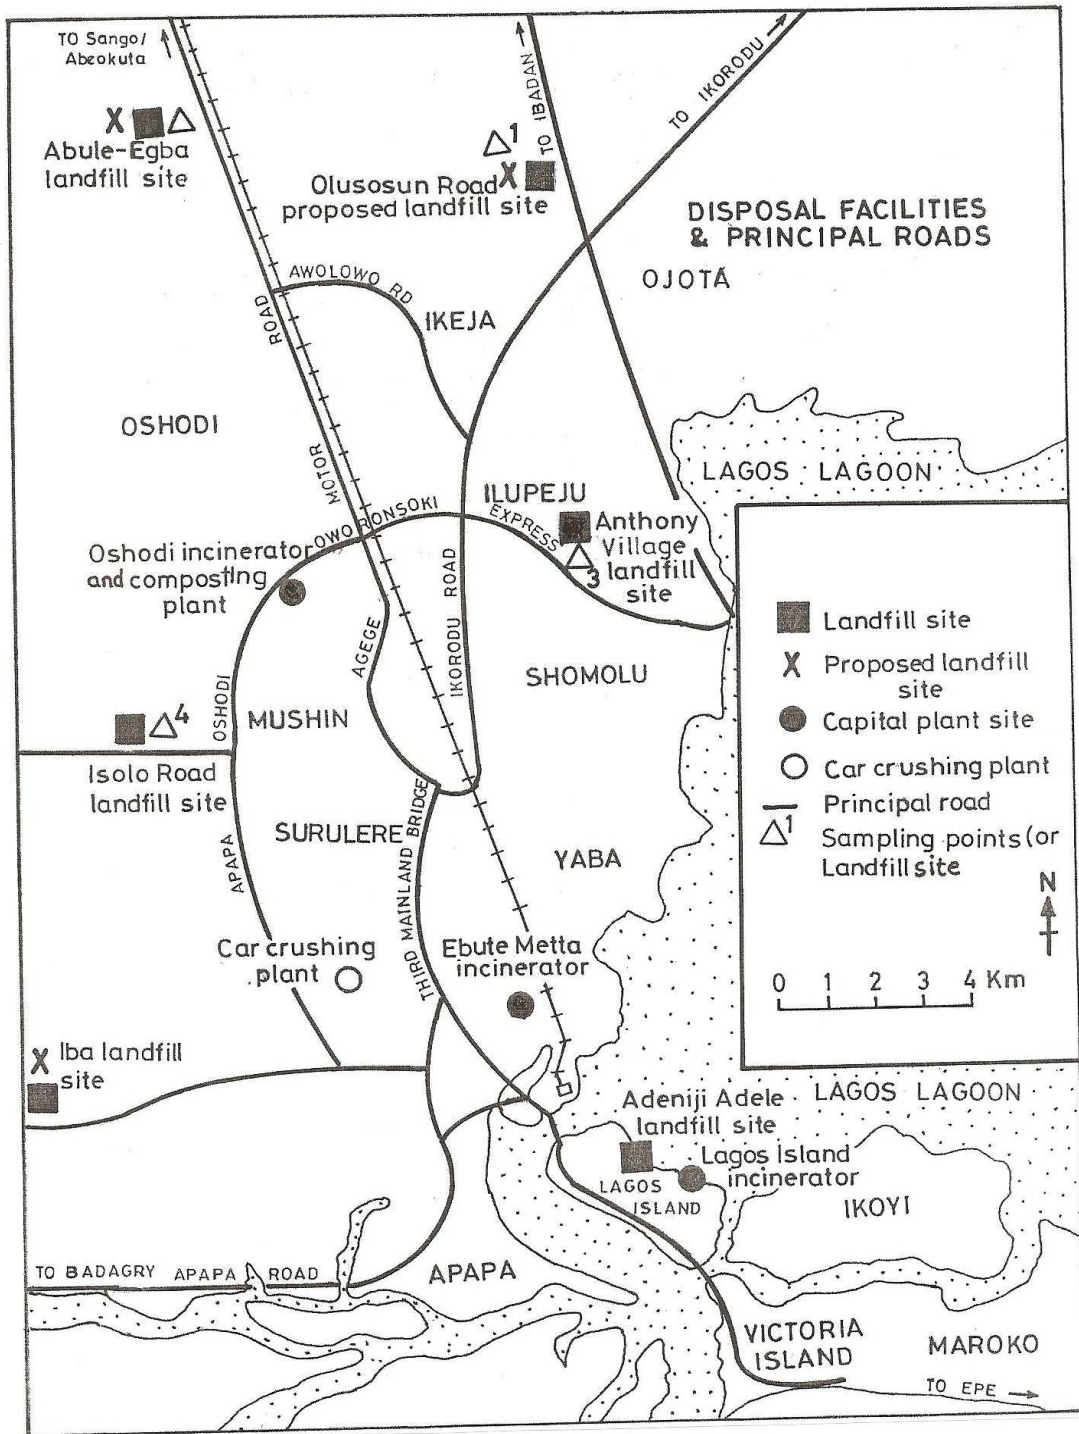 TO Sango/
Abeokuta
X
Abule-Egba
landfill site
1
TO IBADAN
TO IKORODU
Olusosun Road X
proposed landfill site
DISPOSAL FACILITIES
& PRINCIPAL ROADS
OJOTA
AWOLOWO RD
IKEJA
ROAD
OSHODI
MOTOR
LAGOS LAGOON
ILUPEJU
OWORONSOKI
EXPRESS
Anthony
Village
landfill
site
3
Oshodi incinerator
and composting
plant
AGEGE
IKORODU ROAD
SHOMOLU
OSHODI
MUSHIN
4
Isolo Road
landfill site
Landfill site
X Proposed landfill
site
Capital plant site
Car crushing plant
Principal road
1 Sampling points (or
Landfill site
N
0 1 2 3 4 Km
SURULERE
APAPA
THIRD MAINLAND BRIDGE
YABA
Car crushing
plant
Ebute Metta
incinerator
X Iba landfill
site
Adeniji Adele
landfill site
LAGOS LAGOON
Lagos Island
incinerator
LAGOS
ISLAND
IKOYI
TO BADAGRY APAPA ROAD
APAPA
VICTORIA
ISLAND
MAROKO
TO EPE